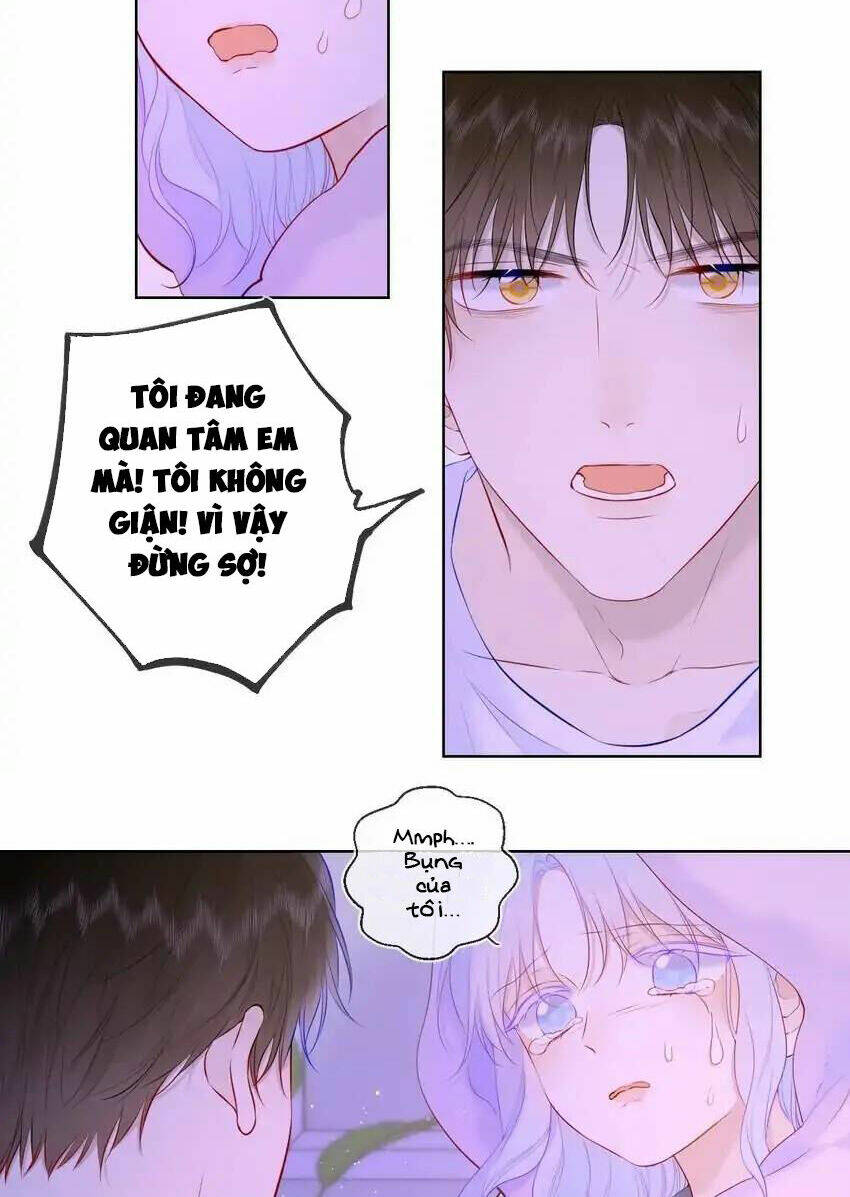 TÔI ĐANG
QUAN TÂM EM
MÀ! TÔI KHÔNG
GIẬN! VÌ VẬY
ĐỪNG SỢ!
Mmph....
Bụng
của
tôi...